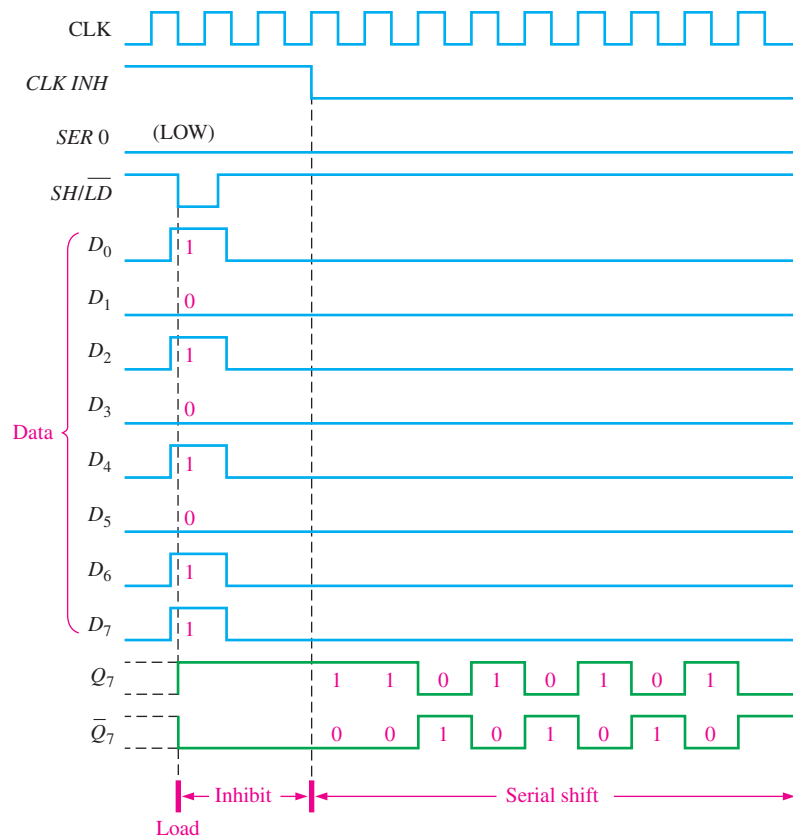 CLK
CLK INH
SER 0 (LOW)
SH/L̅D̅
D₀ 1
D₁ 0
D₂ 1
D₃ 0
Data
D₄ 1
D₅ 0
D₆ 1
D₇ 1
Q₇ 1 1 0 1 0 1 0 1
Q̅₇ 0 0 1 0 1 0 1 0
Inhibit Serial shift
Load